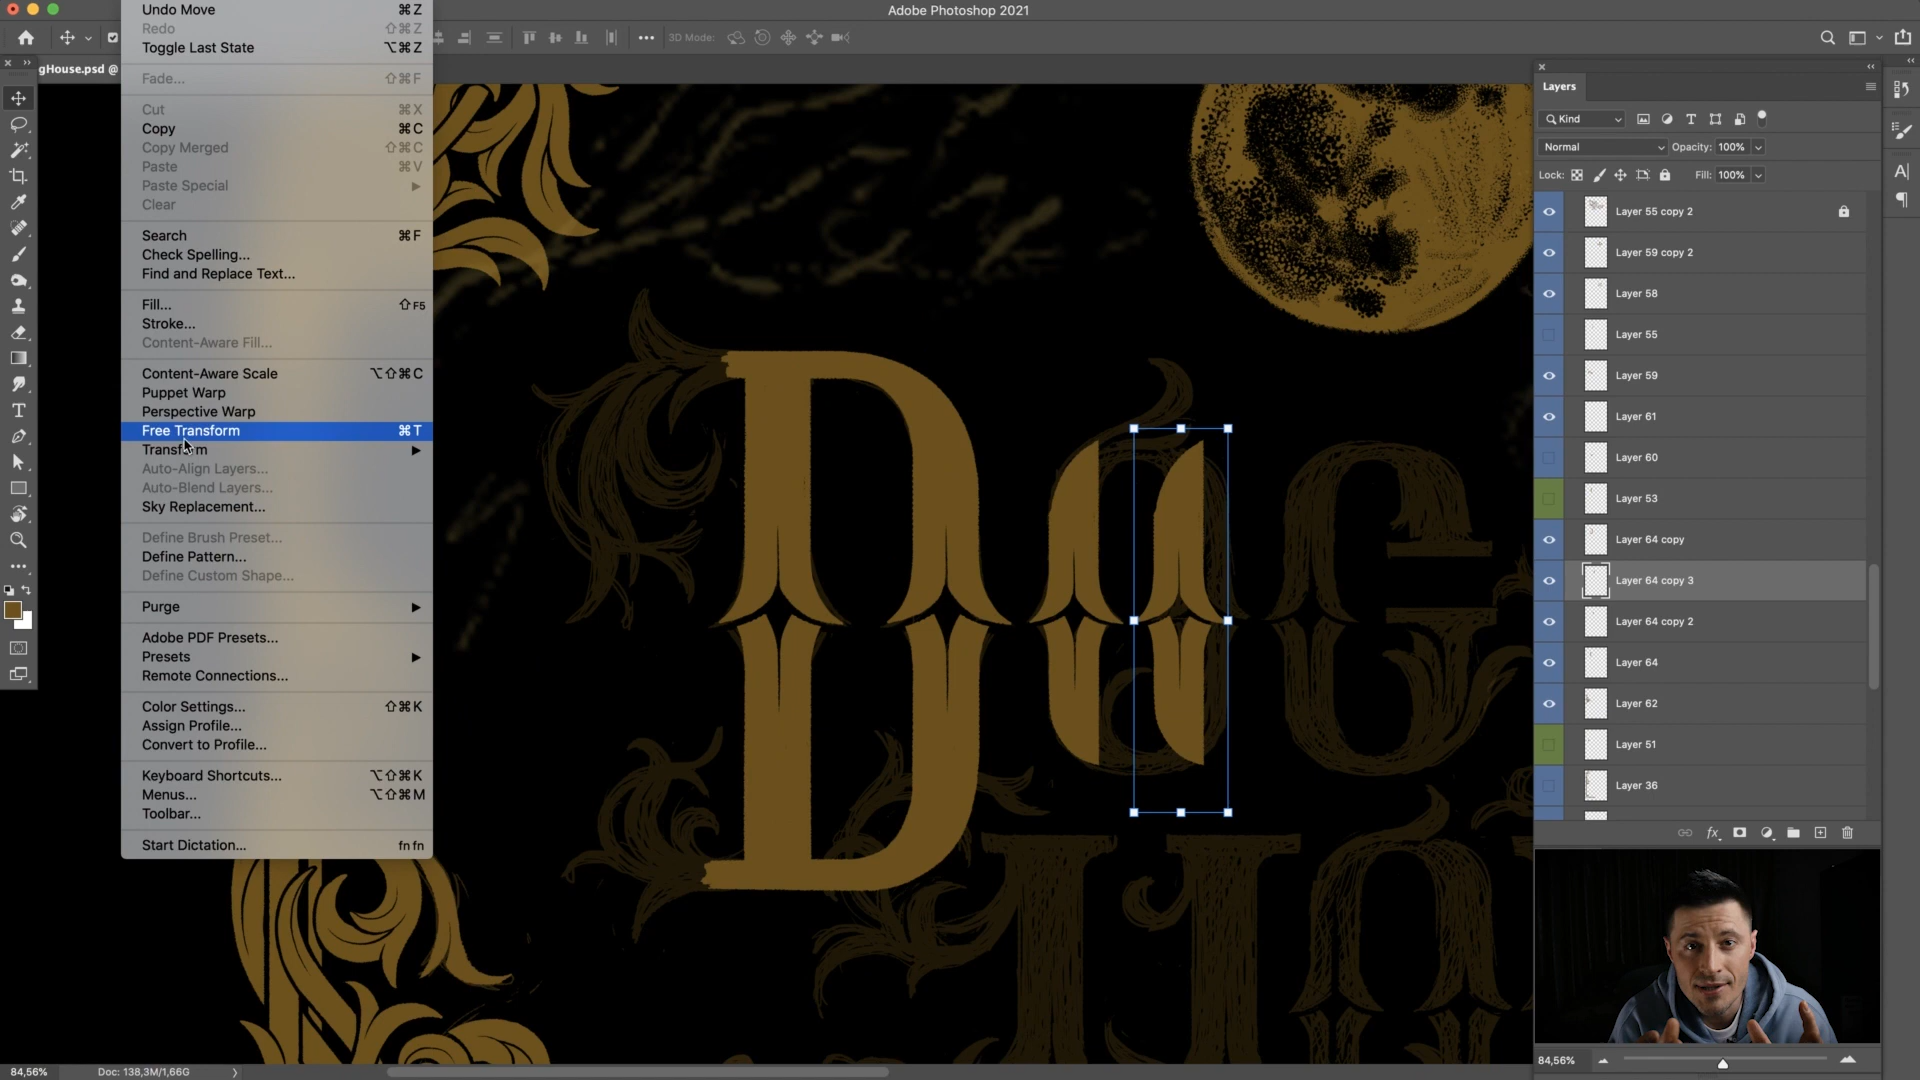 Adobe Photoshop 2021
3D Mode:
gHouse.psd @
Undo Move ⌘Z
Redo ⇧⌘Z
Toggle Last State ⌥⌘Z
Fade... ⇧⌘F
Cut ⌘X
Copy ⌘C
Copy Merged ⇧⌘C
Paste ⌘V
Paste Special
Clear
Search ⌘F
Check Spelling...
Find and Replace Text...
Fill... ⇧F5
Stroke...
Content-Aware Fill...
Content-Aware Scale ⌥⇧⌘C
Puppet Warp
Perspective Warp
Free Transform ⌘T
Transform
Auto-Align Layers...
Auto-Blend Layers...
Sky Replacement...
Define Brush Preset...
Define Pattern...
Define Custom Shape...
Purge
Adobe PDF Presets...
Presets
Remote Connections...
Color Settings... ⇧⌘K
Assign Profile...
Convert to Profile...
Keyboard Shortcuts... ⌥⇧⌘K
Menus... ⌥⇧⌘M
Toolbar...
Start Dictation... fn fn
Layers
Kind
Normal Opacity: 100%
Lock: Fill: 100%
Layer 55 copy 2
Layer 59 copy 2
Layer 58
Layer 55
Layer 59
Layer 61
Layer 60
Layer 53
Layer 64 copy
Layer 64 copy 3
Layer 64 copy 2
Layer 64
Layer 62
Layer 51
Layer 36
84,56%
84,56% Doc: 138,3M/1,66G